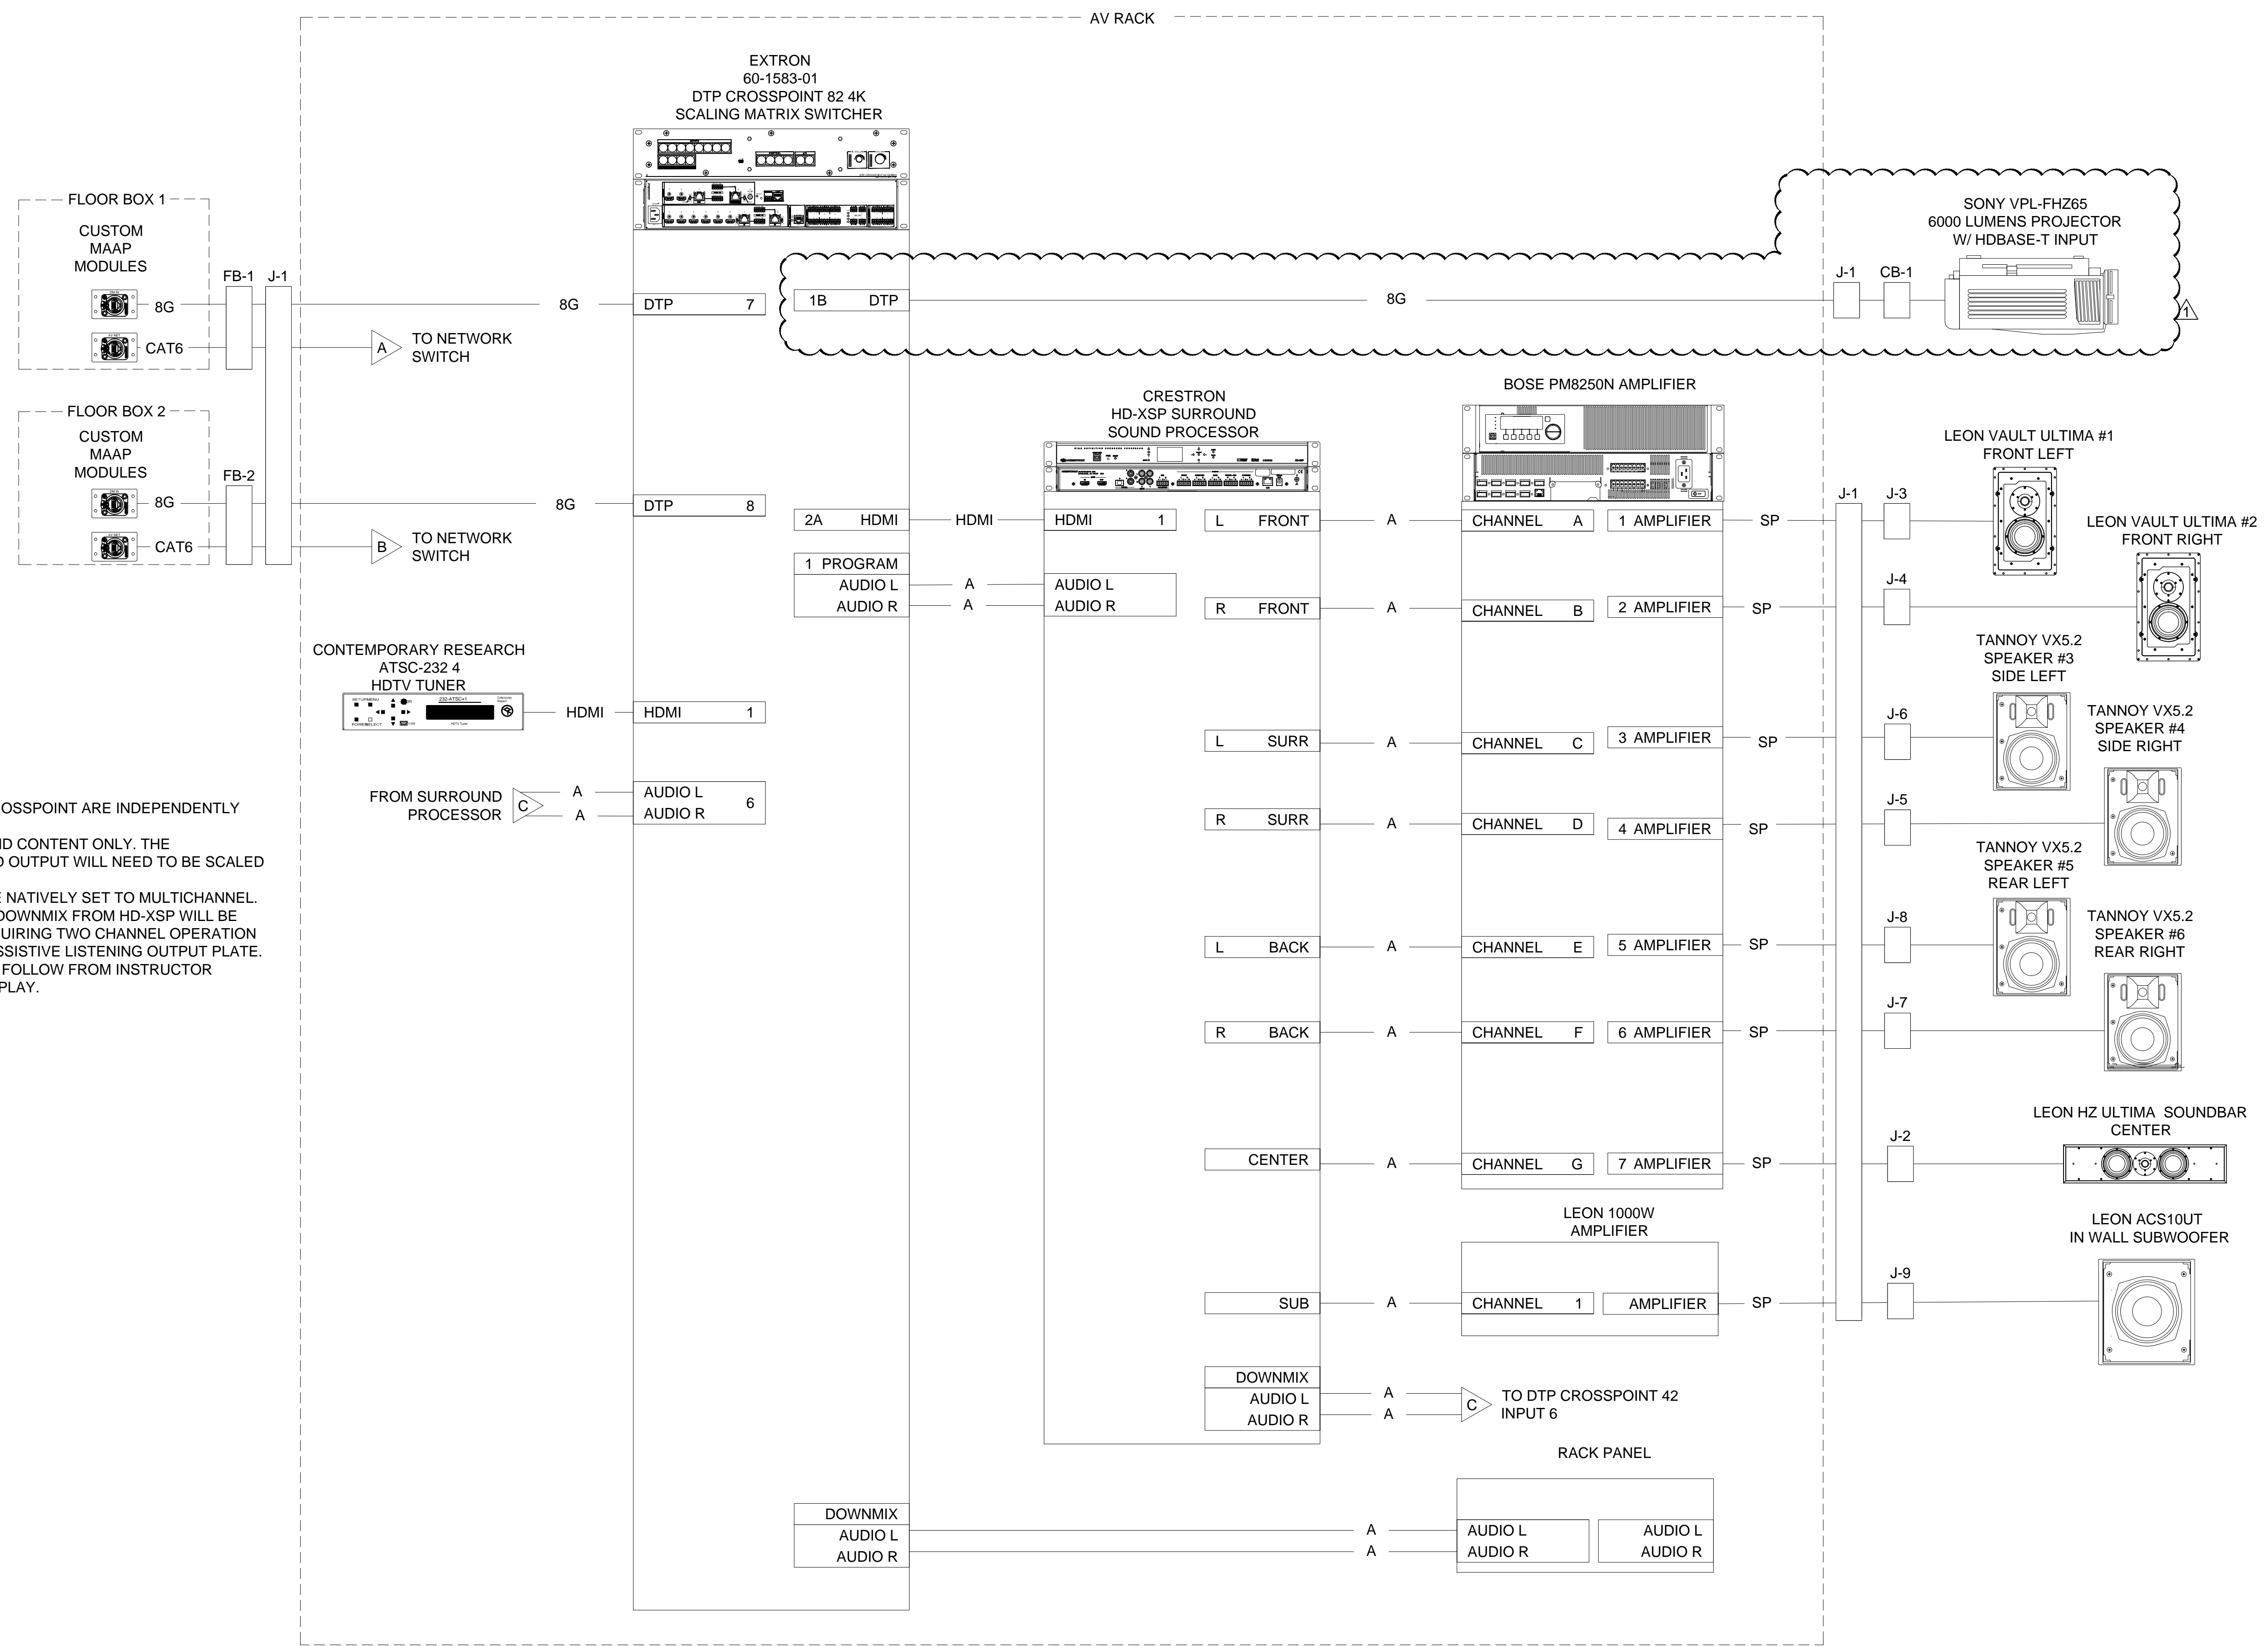 AV RACK
EXTRON
60-1583-01
DTP CROSSPOINT 82 4K
SCALING MATRIX SWITCHER
FLOOR BOX 1
CUSTOM
MAAP
MODULES
8G
CAT6
FB-1
J-1
8G
DTP 7
A
TO NETWORK
SWITCH
1B DTP
8G
J-1
CB-1
SONY VPL-FHZ65
6000 LUMENS PROJECTOR
W/ HDBASE-T INPUT
1
FLOOR BOX 2
CUSTOM
MAAP
MODULES
8G
CAT6
FB-2
8G
DTP 8
B
TO NETWORK
SWITCH
CRESTRON
HD-XSP SURROUND
SOUND PROCESSOR
BOSE PM8250N AMPLIFIER
2A HDMI
HDMI
HDMI 1
1 PROGRAM
AUDIO L
AUDIO R
A
A
AUDIO L
AUDIO R
L FRONT
A
CHANNEL A
1 AMPLIFIER
SP
J-1
J-3
LEON VAULT ULTIMA #1
FRONT LEFT
R FRONT
A
CHANNEL B
2 AMPLIFIER
SP
J-4
LEON VAULT ULTIMA #2
FRONT RIGHT
CONTEMPORARY RESEARCH
ATSC-232 4
HDTV TUNER
232-ATSC+1
HDTV Tuner
HDMI
HDMI 1
L SURR
A
CHANNEL C
3 AMPLIFIER
SP
J-6
TANNOY VX5.2
SPEAKER #3
SIDE LEFT
FROM SURROUND
PROCESSOR
C
A
A
AUDIO L
AUDIO R
6
R SURR
A
CHANNEL D
4 AMPLIFIER
SP
J-5
TANNOY VX5.2
SPEAKER #4
SIDE RIGHT
OSSPOINT ARE INDEPENDENTLY
ND CONTENT ONLY. THE
OUTPUT WILL NEED TO BE SCALED
NATIVELY SET TO MULTICHANNEL.
DOWNMIX FROM HD-XSP WILL BE
UIRING TWO CHANNEL OPERATION
SSISTIVE LISTENING OUTPUT PLATE.
FOLLOW FROM INSTRUCTOR
PLAY.
L BACK
A
CHANNEL E
5 AMPLIFIER
SP
J-8
TANNOY VX5.2
SPEAKER #5
REAR LEFT
R BACK
A
CHANNEL F
6 AMPLIFIER
SP
J-7
TANNOY VX5.2
SPEAKER #6
REAR RIGHT
CENTER
A
CHANNEL G
7 AMPLIFIER
SP
J-2
LEON HZ ULTIMA SOUNDBAR
CENTER
LEON 1000W
AMPLIFIER
SUB
A
CHANNEL 1
AMPLIFIER
SP
J-9
LEON ACS10UT
IN WALL SUBWOOFER
DOWNMIX
AUDIO L
AUDIO R
A
A
C
TO DTP CROSSPOINT 42
INPUT 6
RACK PANEL
DOWNMIX
AUDIO L
AUDIO R
A
A
AUDIO L
AUDIO R
AUDIO L
AUDIO R